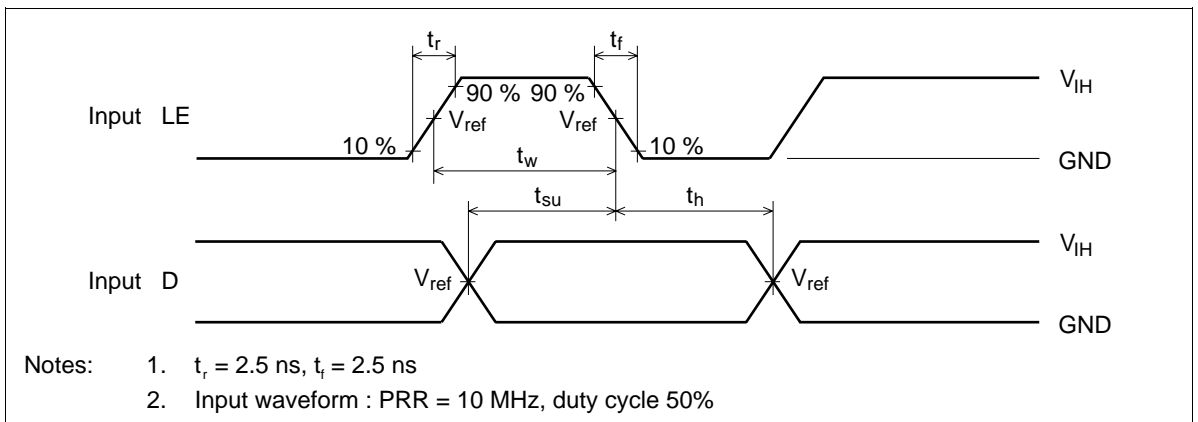 tr tf
90 % 90 %
VIH
Input LE
Vref Vref
10 % 10 %
tw
GND
tsu th
VIH
Input D
Vref Vref
GND
Notes: 1. tr = 2.5 ns, tf = 2.5 ns
2. Input waveform : PRR = 10 MHz, duty cycle 50%